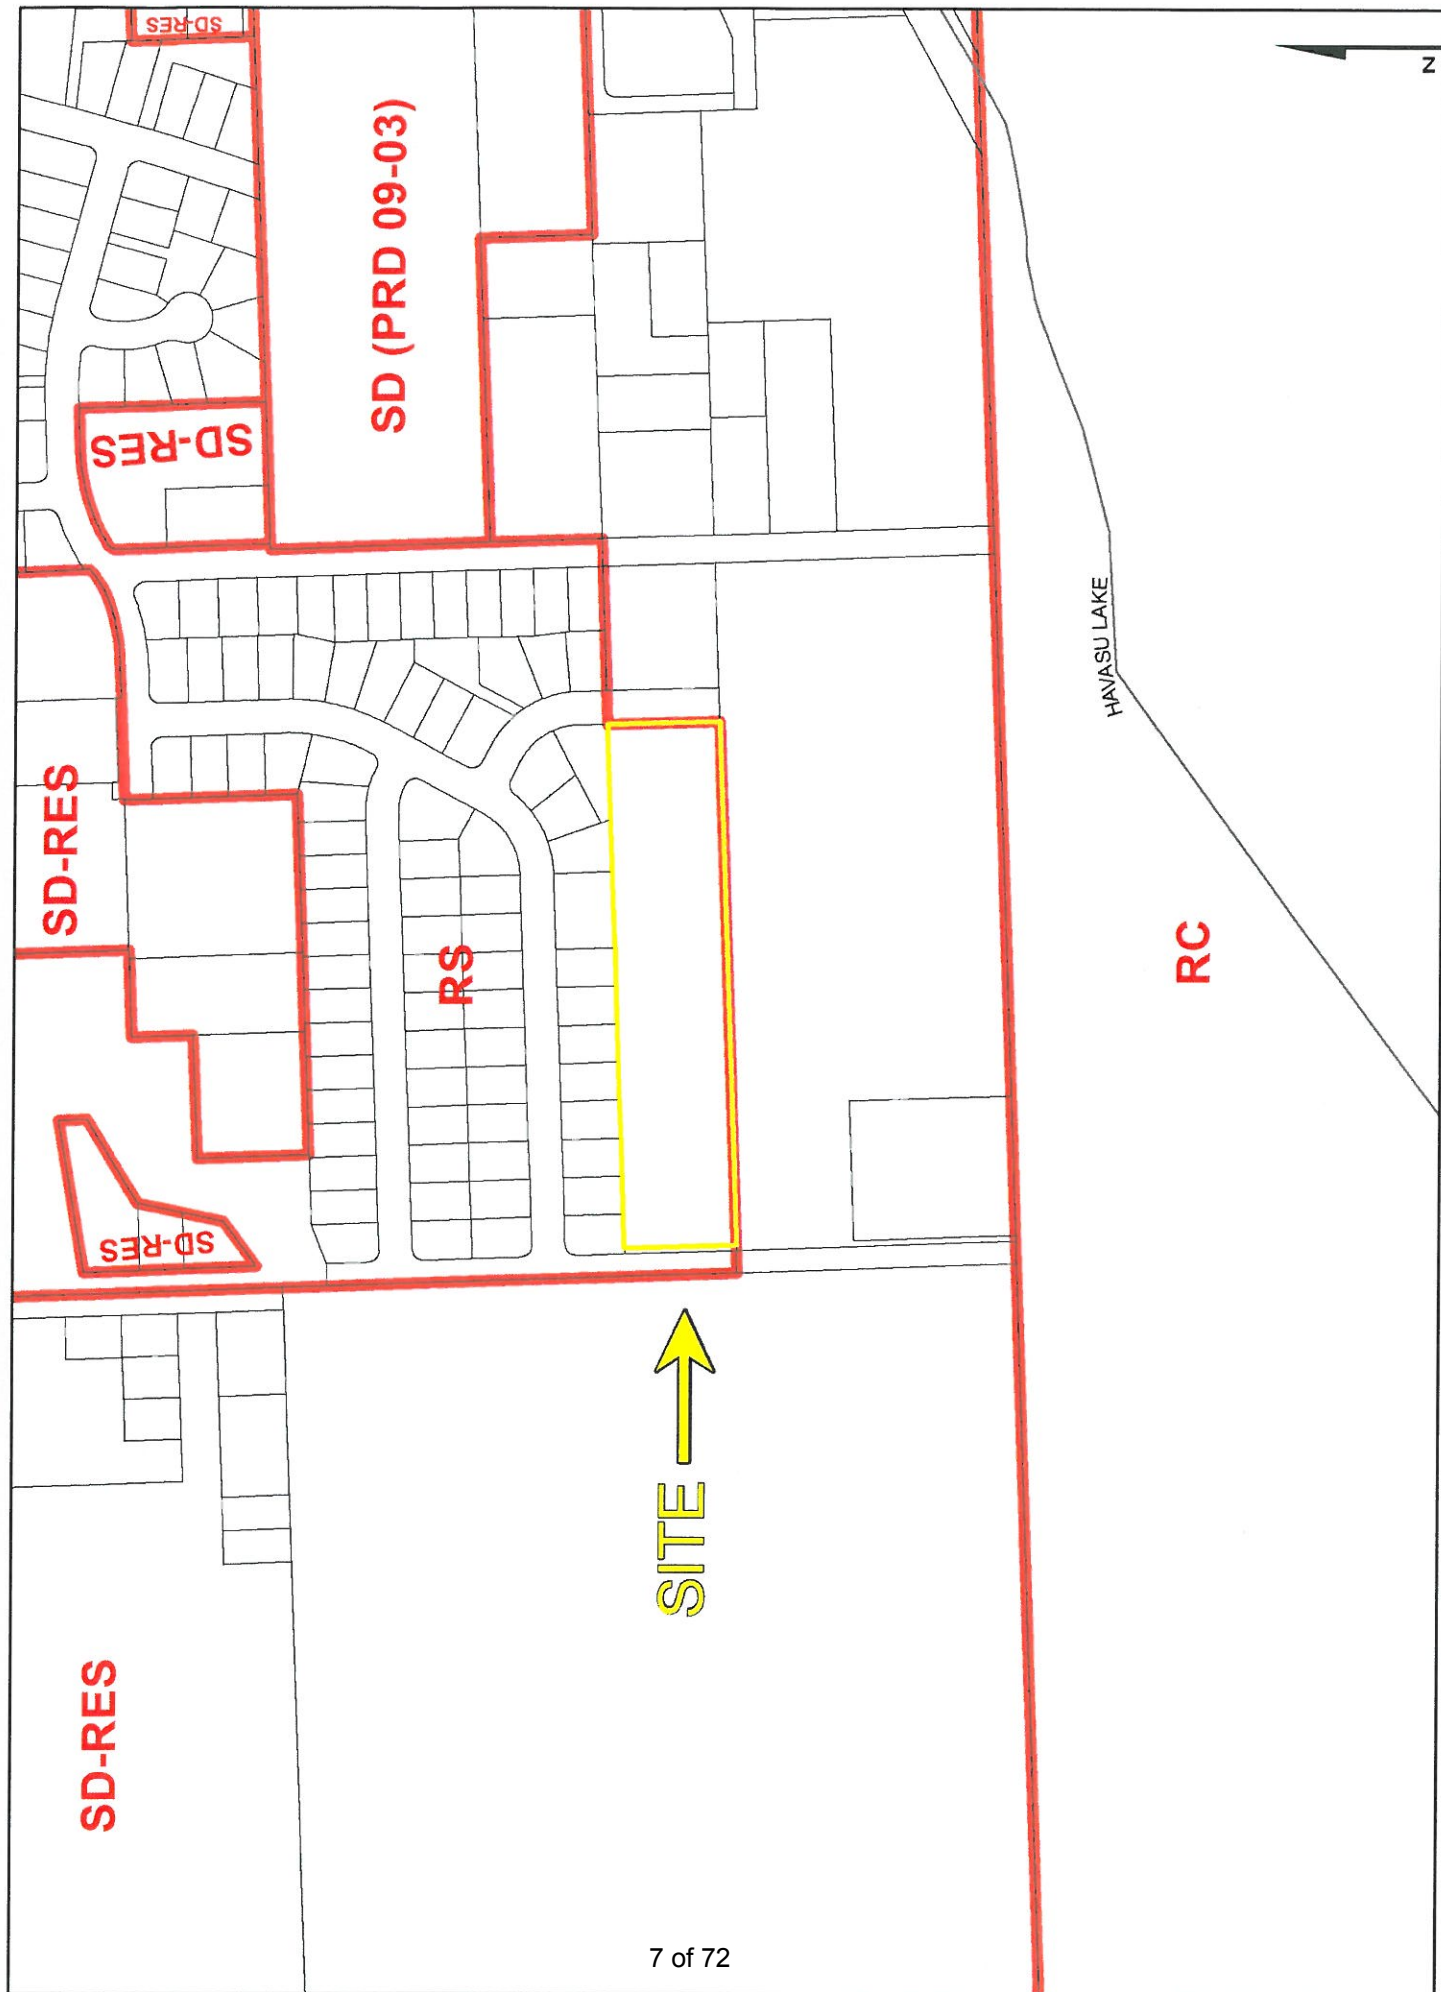 SD-RES
SD (PRD 09-03)
Z
SD-RES
HAVASU LAKE
SD-RES
RS
RC
SD-RES
SITE
SD-RES
7 of 72